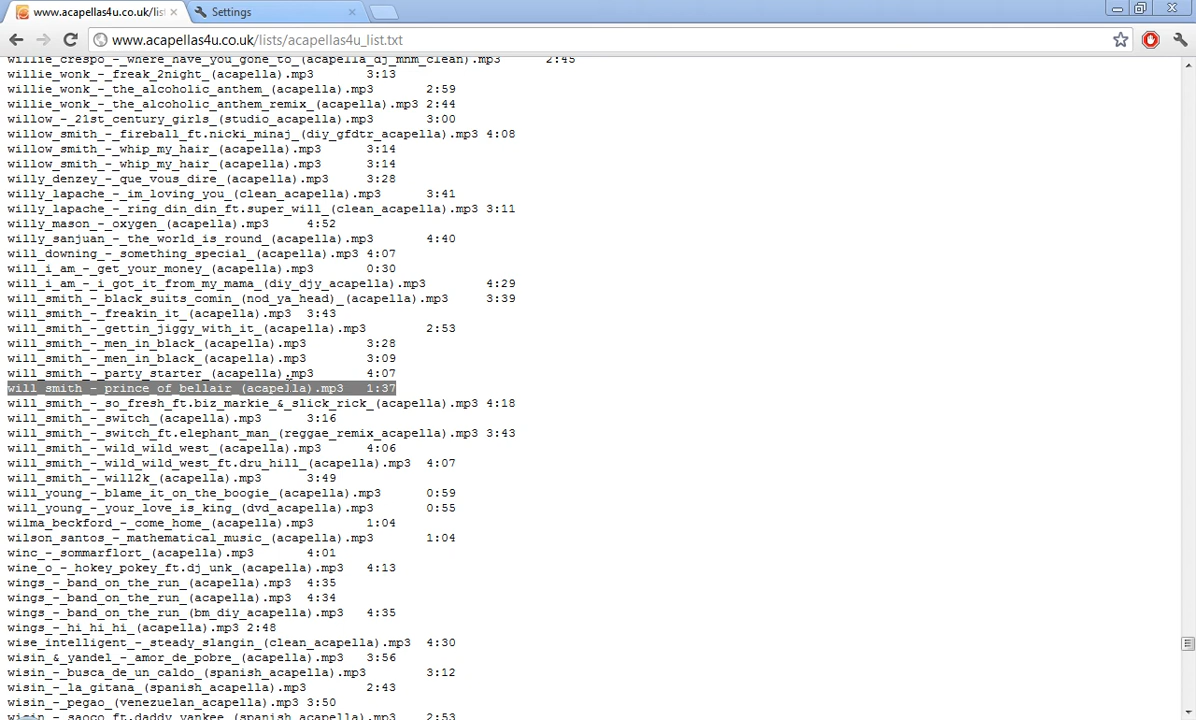 www.acapellas4u.co.uk/list
Settings
www.acapellas4u.co.uk/lists/acapellas4u_list.txt
willie_crespo_-_where_have_you_gone_to_(acapella_dj_mnm_clean).mp3 2:45
willie_wonk_-_freak_2night_(acapella).mp3 3:13
willie_wonk_-_the_alcoholic_anthem_(acapella).mp3 2:59
willie_wonk_-_the_alcoholic_anthem_remix_(acapella).mp3 2:44
willow_-_21st_century_girls_(studio_acapella).mp3 3:00
willow_smith_-_fireball_ft.nicki_minaj_(diy_gfdtr_acapella).mp3 4:08
willow_smith_-_whip_my_hair_(acapella).mp3 3:14
willow_smith_-_whip_my_hair_(acapella).mp3 3:14
willy_denzey_-_que_vous_dire_(acapella).mp3 3:28
willy_lapache_-_im_loving_you_(clean_acapella).mp3 3:41
willy_lapache_-_ring_din_din_ft.super_will_(clean_acapella).mp3 3:11
willy_mason_-_oxygen_(acapella).mp3 4:52
willy_sanjuan_-_the_world_is_round_(acapella).mp3 4:40
will_downing_-_something_special_(acapella).mp3 4:07
will_i_am_-_get_your_money_(acapella).mp3 0:30
will_i_am_-_i_got_it_from_my_mama_(diy_djy_acapella).mp3 4:29
will_smith_-_black_suits_comin_(nod_ya_head)_(acapella).mp3 3:39
will_smith_-_freakin_it_(acapella).mp3 3:43
will_smith_-_gettin_jiggy_with_it_(acapella).mp3 2:53
will_smith_-_men_in_black_(acapella).mp3 3:28
will_smith_-_men_in_black_(acapella).mp3 3:09
will_smith_-_party_starter_(acapella).mp3 4:07
will_smith_-_prince_of_bellair_(acapella).mp3 1:37
will_smith_-_so_fresh_ft.biz_markie_&_slick_rick_(acapella).mp3 4:18
will_smith_-_switch_(acapella).mp3 3:16
will_smith_-_switch_ft.elephant_man_(reggae_remix_acapella).mp3 3:43
will_smith_-_wild_wild_west_(acapella).mp3 4:06
will_smith_-_wild_wild_west_ft.dru_hill_(acapella).mp3 4:07
will_smith_-_will2k_(acapella).mp3 3:49
will_young_-_blame_it_on_the_boogie_(acapella).mp3 0:59
will_young_-_your_love_is_king_(dvd_acapella).mp3 0:55
wilma_beckford_-_come_home_(acapella).mp3 1:04
wilson_santos_-_mathematical_music_(acapella).mp3 1:04
winc_-_sommarflort_(acapella).mp3 4:01
wine_o_-_hokey_pokey_ft.dj_unk_(acapella).mp3 4:13
wings_-_band_on_the_run_(acapella).mp3 4:35
wings_-_band_on_the_run_(acapella).mp3 4:34
wings_-_band_on_the_run_(bm_diy_acapella).mp3 4:35
wings_-_hi_hi_hi_(acapella).mp3 2:48
wise_intelligent_-_steady_slangin_(clean_acapella).mp3 4:30
wisin_&_yandel_-_amor_de_pobre_(acapella).mp3 3:56
wisin_-_busca_de_un_caldo_(spanish_acapella).mp3 3:12
wisin_-_la_gitana_(spanish_acapella).mp3 2:43
wisin_-_pegao_(venezuelan_acapella).mp3 3:50
wisin_-_saoco_ft.daddy_yankee_(spanish_acapella).mp3 2:53